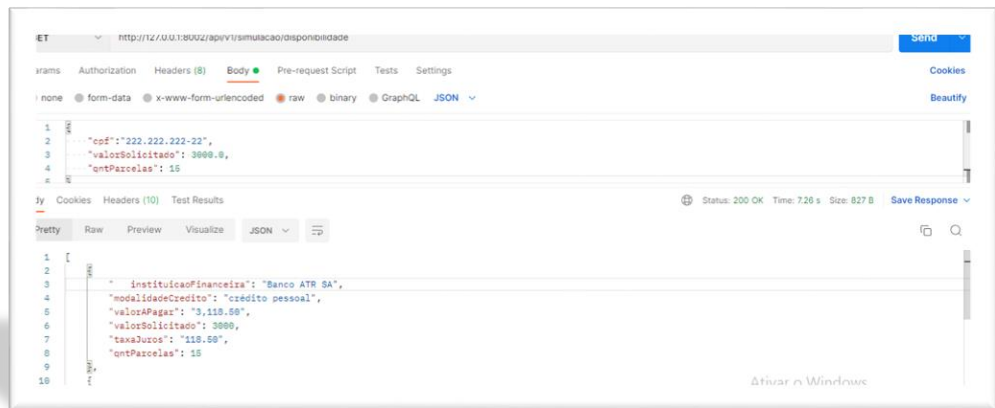 ET http://127.0.0.1:8002/api/v1/simulacao/disponibilidade Send
arams Authorization Headers (8) Body Pre-request Script Tests Settings Cookies
none form-data x-www-form-urlencoded raw binary GraphQL JSON Beautify
1
2 "cpf":"222.222.222-22",
3 "valorSolicitado": 3000.0,
4 "qntParcelas": 15
5
dy Cookies Headers (10) Test Results Status: 200 OK Time: 7.26 s Size: 827 B Save Response
Pretty Raw Preview Visualize JSON
1 [
2
3 " instituicaoFinanceira": "Banco ATR SA",
4 "modalidadeCredito": "crédito pessoal",
5 "valorAPagar": "3,118.50",
6 "valorSolicitado": 3000,
7 "taxaJuros": "118.50",
8 "qntParcelas": 15
9 ,
10
Ativar o Windows